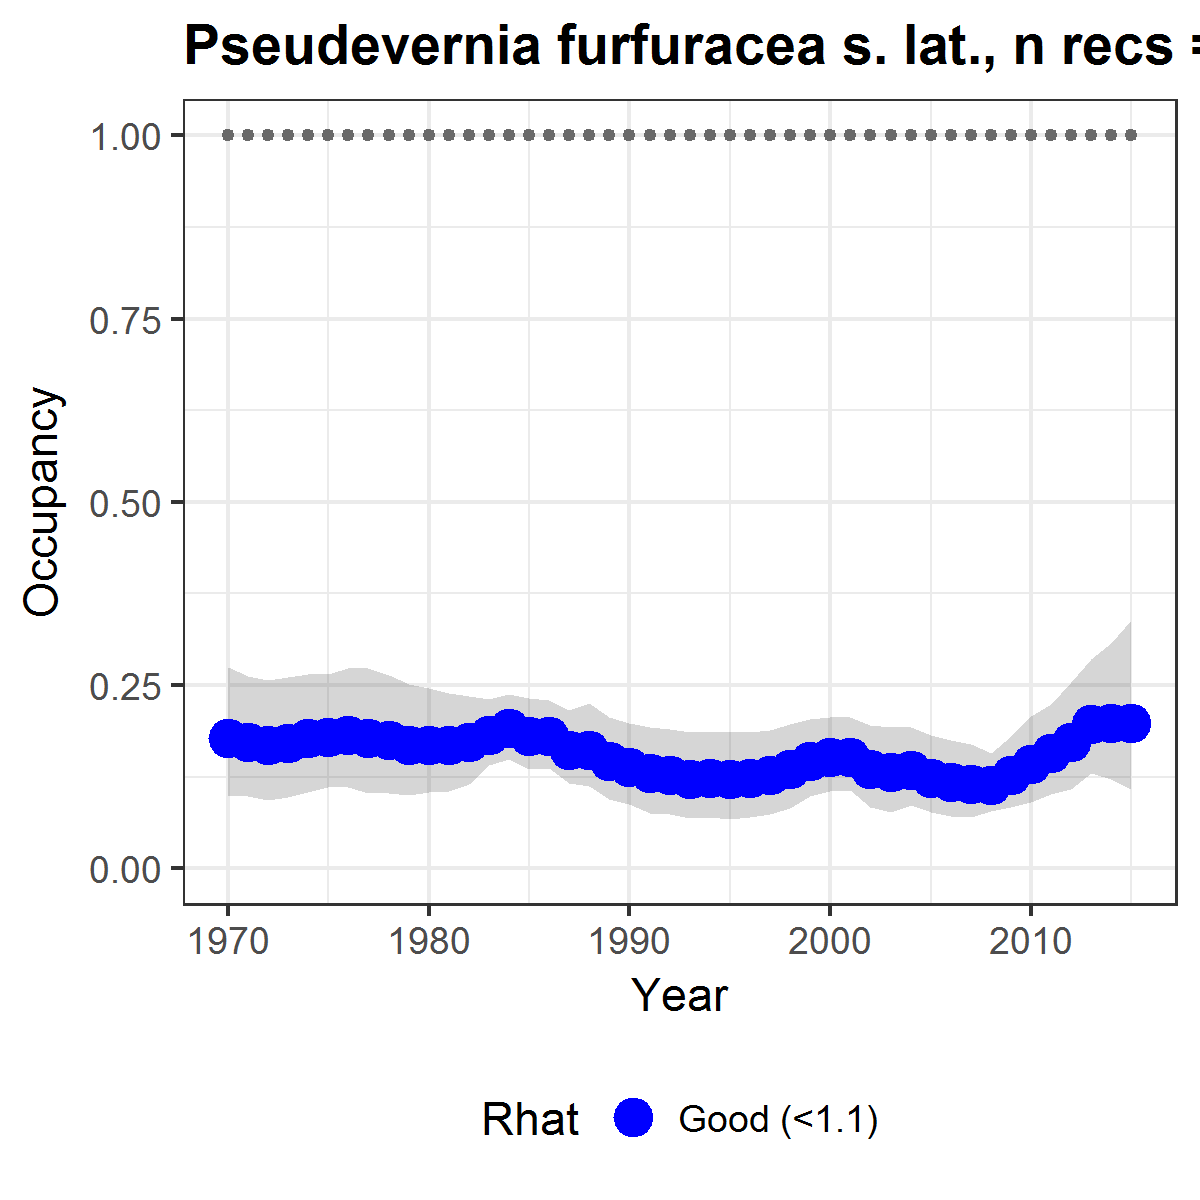 Pseudevernia furfuracea s. lat., n recs =
1.00
0.75
0.50
0.25
0.00
Occupancy
1970 1980 1990 2000 2010
Year
Rhat Good (<1.1)